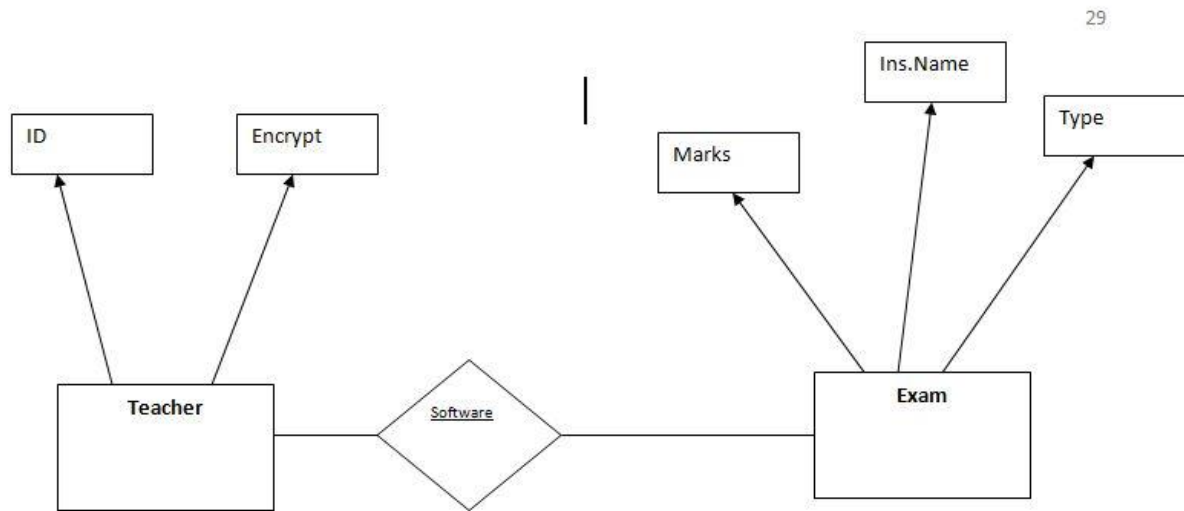 29
Ins.Name
Type
ID
Encrypt
Marks
Teacher
Software
Exam